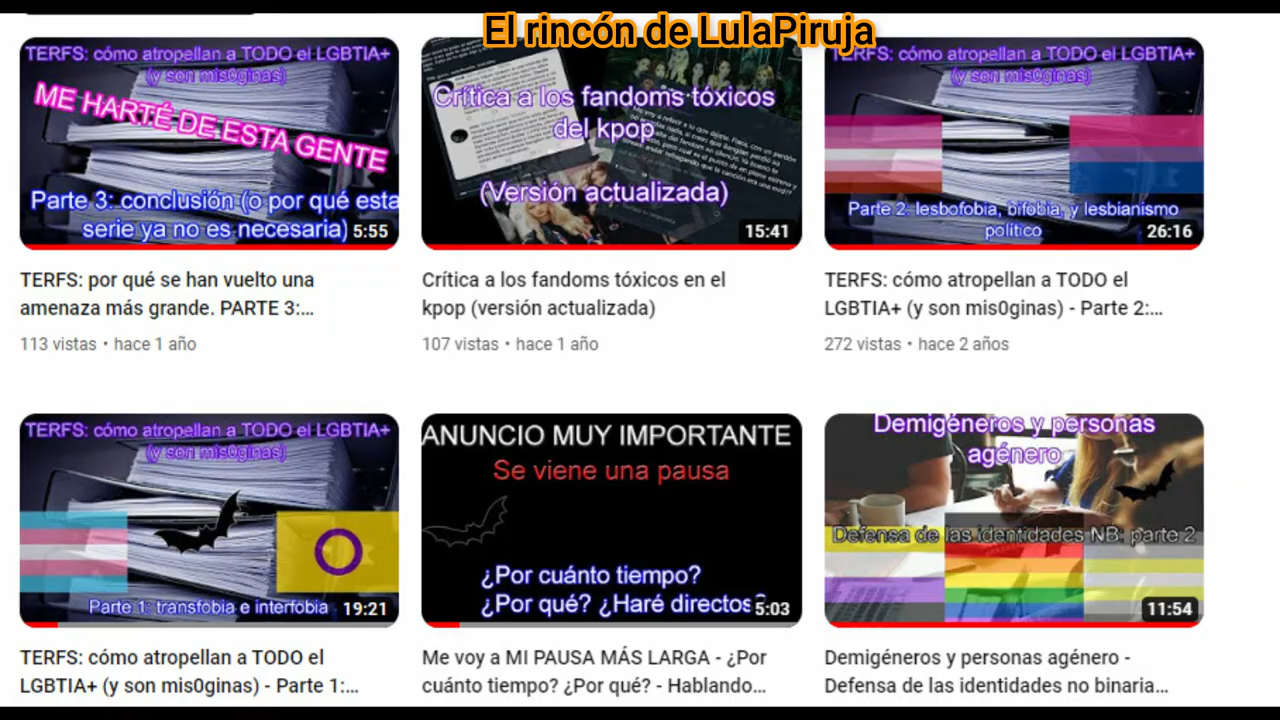 El rincón de LulaPiruja
TERFS: cómo atropellan a TODO el LGBTIA+
(y son mis0ginas)
ME HARTÉ DE ESTA GENTE
Parte 3: conclusión (o por qué esta
serie ya no es necesaria)
5:55
TERFS: por qué se han vuelto una
amenaza más grande. PARTE 3:...
113 vistas • hace 1 año
Crítica a los fandoms tóxicos
del kpop
(Versión actualizada)
15:41
Crítica a los fandoms tóxicos en el
kpop (versión actualizada)
107 vistas • hace 1 año
TERFS: cómo atropellan a TODO el LGBTIA+
(y son mis0ginas)
Parte 2: lesbofobia, bifobia, y lesbianismo
político
26:16
TERFS: cómo atropellan a TODO el
LGBTIA+ (y son mis0ginas) - Parte 2:...
272 vistas • hace 2 años
TERFS: cómo atropellan a TODO el LGBTIA+
(y son mis0ginas)
Parte 1: transfobia e interfobia
19:21
TERFS: cómo atropellan a TODO el
LGBTIA+ (y son mis0ginas) - Parte 1:...
ANUNCIO MUY IMPORTANTE
Se viene una pausa
¿Por cuánto tiempo?
¿Por qué? ¿Haré directos?
5:03
Me voy a MI PAUSA MÁS LARGA - ¿Por
cuánto tiempo? ¿Por qué? - Hablando...
Demigéneros y personas
agénero
Defensa de las identidades NB: parte 2
11:54
Demigéneros y personas agénero -
Defensa de las identidades no binaria...